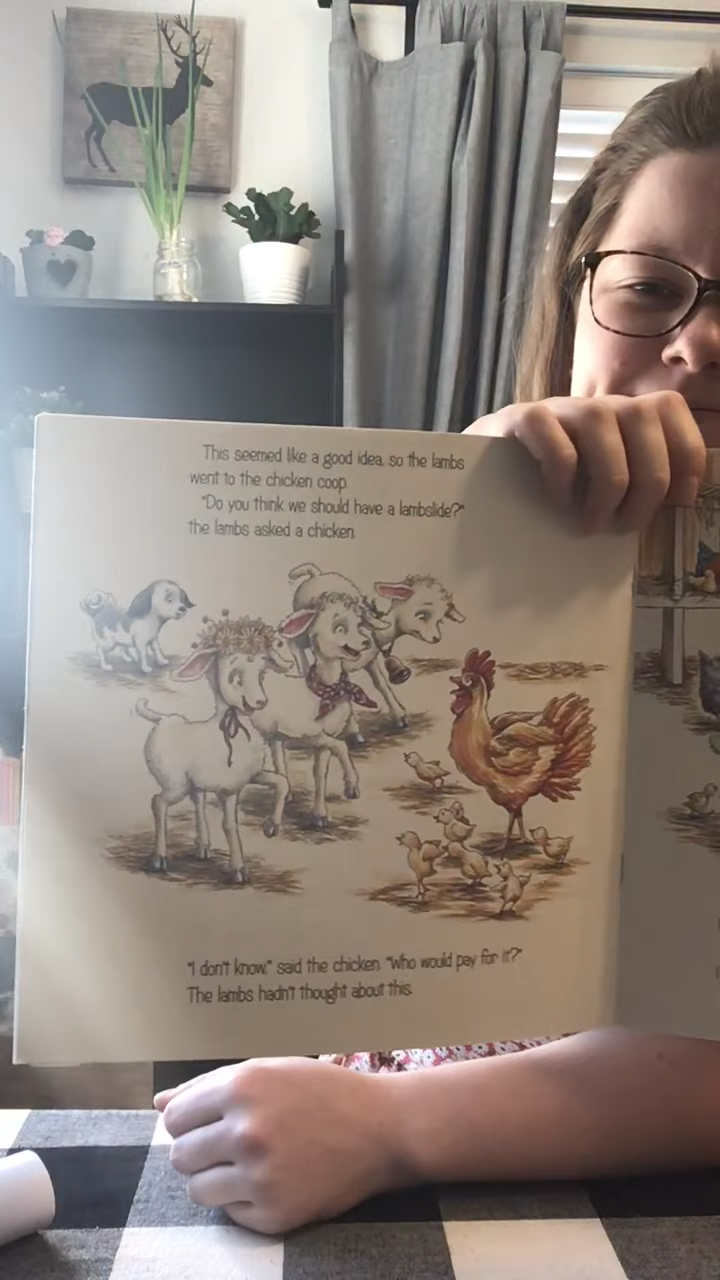 This seemed like a good idea, so the lambs
went to the chicken coop.
"Do you think we should have a lambslide?"
the lambs asked a chicken.
"I don't know," said the chicken. "Who would pay for it?"
The lambs hadn't thought about this.